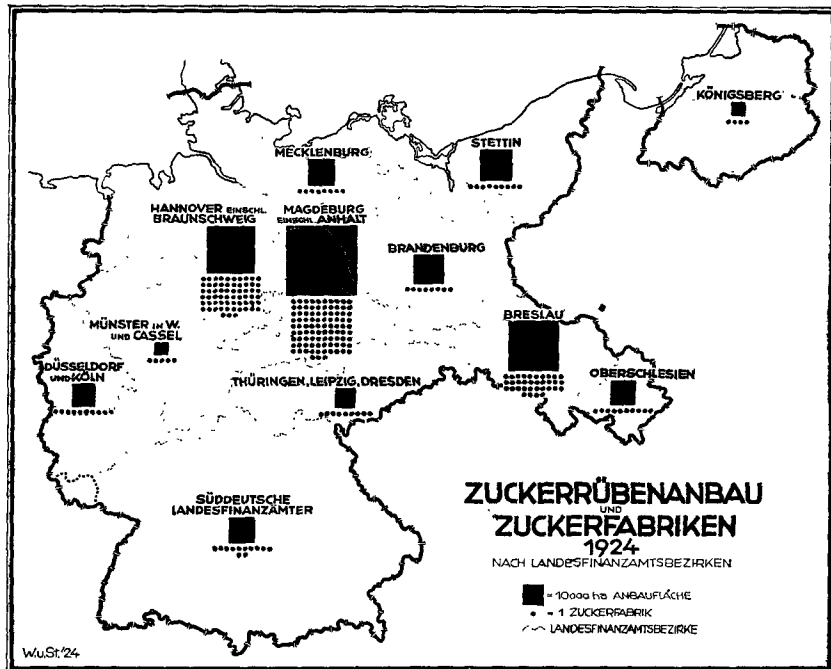 KÖNIGSBERG
MECKLENBURG
STETTIN
HANNOVER EINSCHL.
BRAUNSCHWEIG
MAGDEBURG
EINSCHL. ANHALT
BRANDENBURG
MÜNSTER IN W.
UND CASSEL
BRESLAU
DÜSSELDORF
UND KÖLN
THÜRINGEN, LEIPZIG, DRESDEN
OBERSCHLESIEN
SÜDDEUTSCHE
LANDESFINANZÄMTER
ZUCKERRÜBENANBAU
UND
ZUCKERFABRIKEN
1924
NACH LANDESFINANZAMTSBEZIRKEN
= 10000 ha ANBAUFLÄCHE
= 1 ZUCKERFABRIK
LANDESFINANZAMTSBEZIRKE
W.u.St.'24